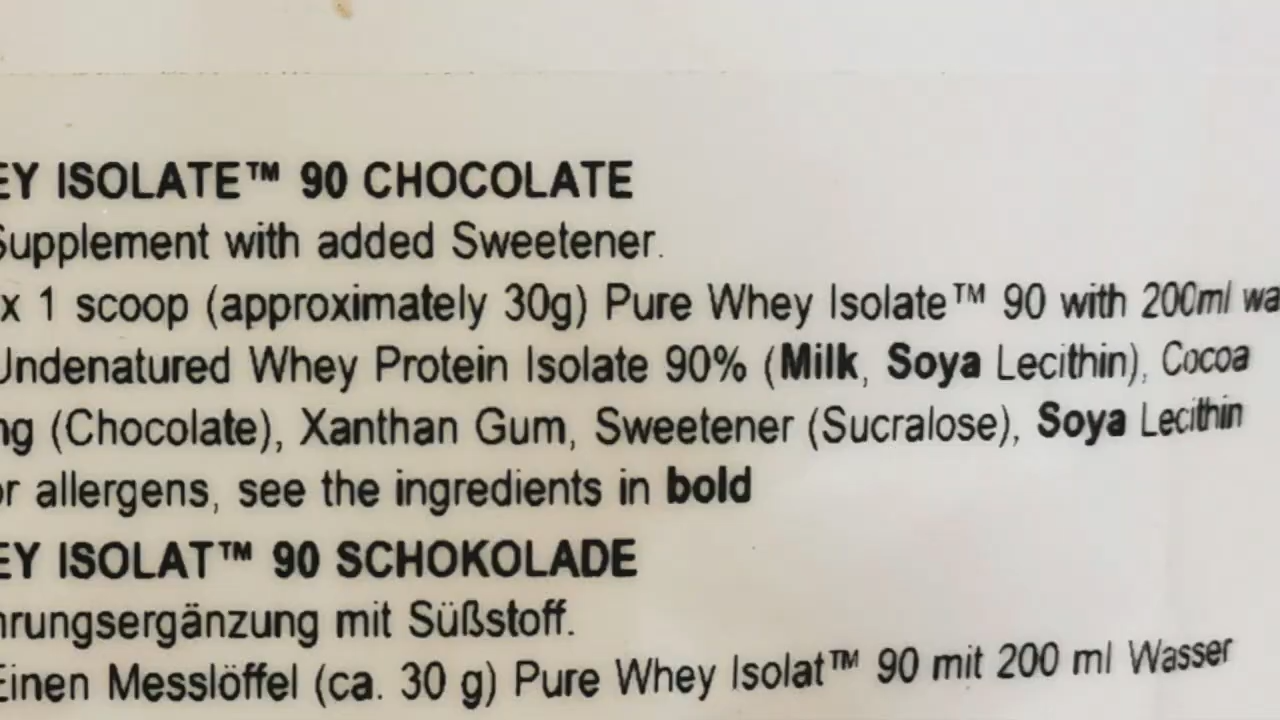 EY ISOLATE™ 90 CHOCOLATE
Supplement with added Sweetener.
x 1 scoop (approximately 30g) Pure Whey Isolate™ 90 with 200ml wa
Undenatured Whey Protein Isolate 90% (Milk, Soya Lecithin), Cocoa
ng (Chocolate), Xanthan Gum, Sweetener (Sucralose), Soya Lecithin
or allergens, see the ingredients in bold
EY ISOLAT™ 90 SCHOKOLADE
hrungsergänzung mit Süßstoff.
Einen Messlöffel (ca. 30 g) Pure Whey Isolat™ 90 mit 200 ml Wasser